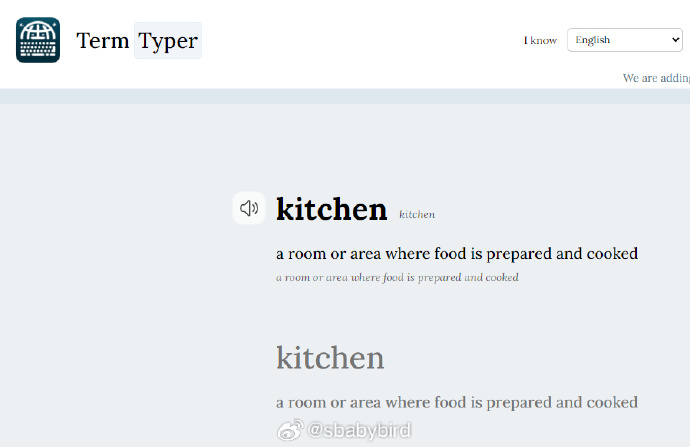 Term Typer
I know English
We are adding
kitchen kitchen
a room or area where food is prepared and cooked
a room or area where food is prepared and cooked
kitchen
a room or area where food is prepared and cooked
@sbabybird